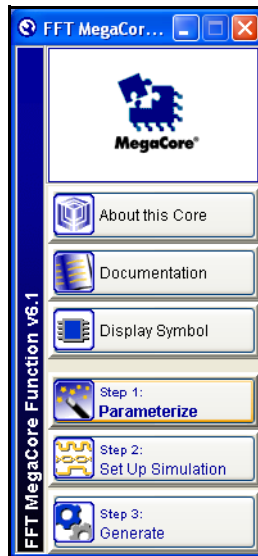 FFT MegaCor...
MegaCore®
About this Core
Documentation
Display Symbol
Step 1:
Parameterize
Step 2:
Set Up Simulation
Step 3:
Generate
FFT MegaCore Function v6.1